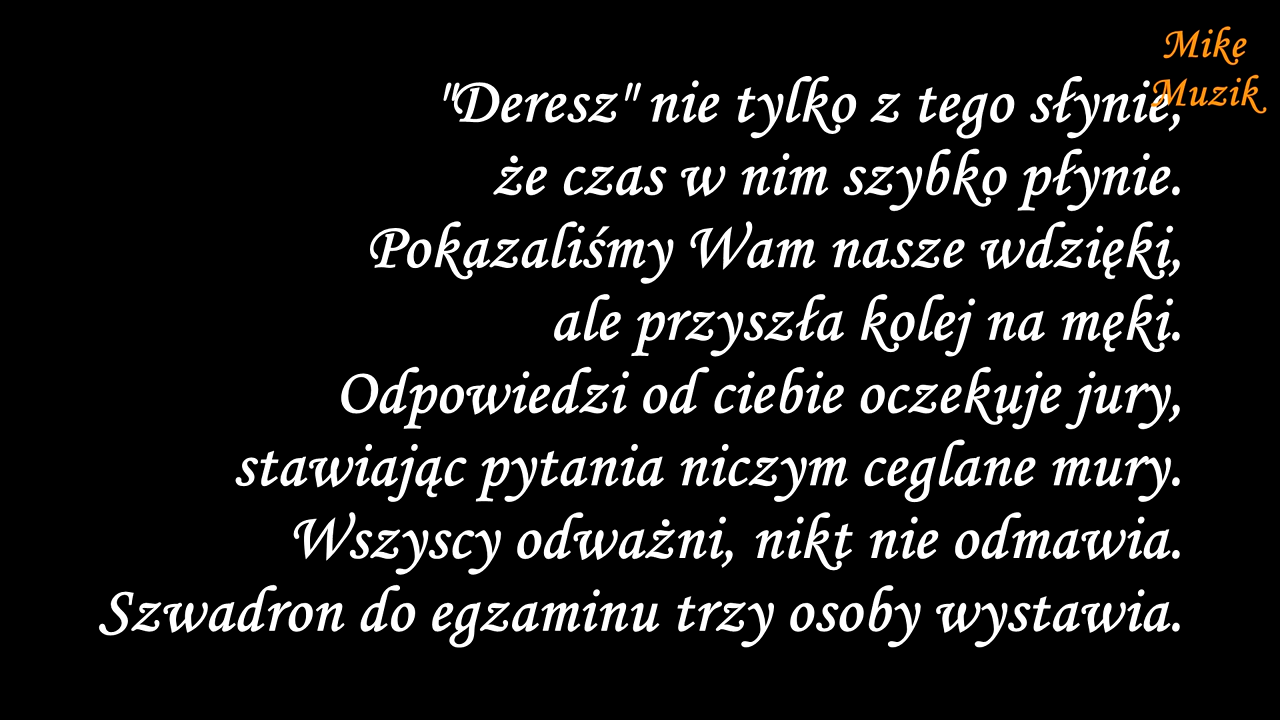 Mike
Muzik
"Deresz" nie tylko z tego słynie,
że czas w nim szybko płynie.
Pokazaliśmy Wam nasze wdzięki,
ale przyszła kolej na męki.
Odpowiedzi od ciebie oczekuje jury,
stawiając pytania niczym ceglane mury.
Wszyscy odważni, nikt nie odmawia.
Szwadron do egzaminu trzy osoby wystawia.